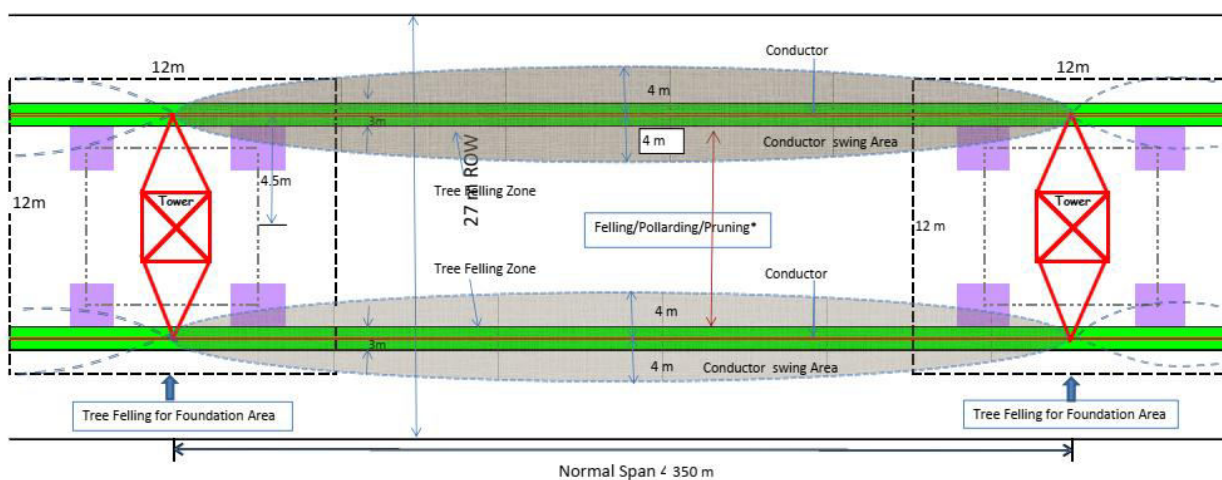 12m
Conductor
12m
4 m
3m
4 m
Conductor swing Area
27 m ROW
4.5m
Tree Felling Zone
12m
Tower
Felling/Pollarding/Pruning*
12 m
Tower
Tree Felling Zone
Conductor
4 m
3m
4 m
Conductor swing Area
Tree Felling for Foundation Area
Tree Felling for Foundation Area
Normal Span 350 m